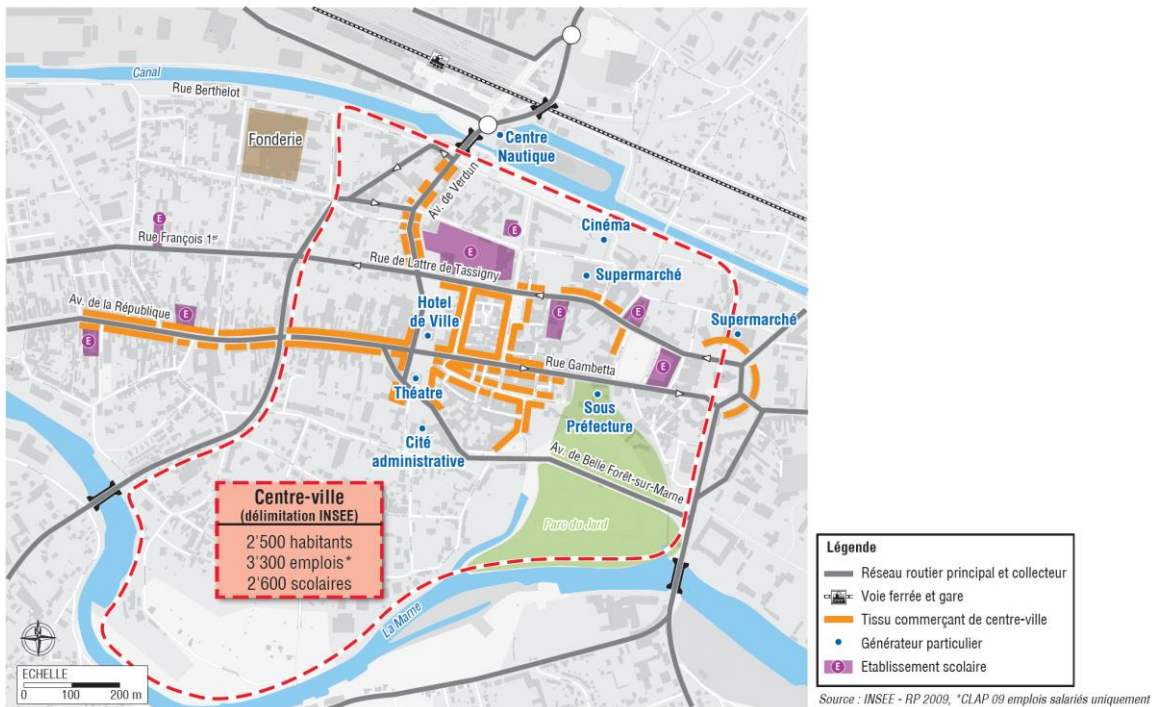 Canal
Rue Berthelot
Fonderie
Centre
Nautique
Av. de Verdun
Cinéma
E
E
E
Rue François 1er
Rue de Lattre de Tassigny
Supermarché
Av. de la République
E
E
Hotel
de Ville
E
E
Supermarché
E
Rue Gambetta
Théatre
Sous
Préfecture
Cité
administrative
Av. de Belle Forêt-sur-Marne
Parc du Jard
Centre-ville
(délimitation INSEE)
2'500 habitants
3'300 emplois*
2'600 scolaires
La Marne
N
ECHELLE
0 100 200 m
Légende
Réseau routier principal et collecteur
Voie ferrée et gare
Tissu commerçant de centre-ville
Générateur particulier
E Etablissement scolaire
Source : INSEE - RP 2009, *CLAP 09 emplois salariés uniquement